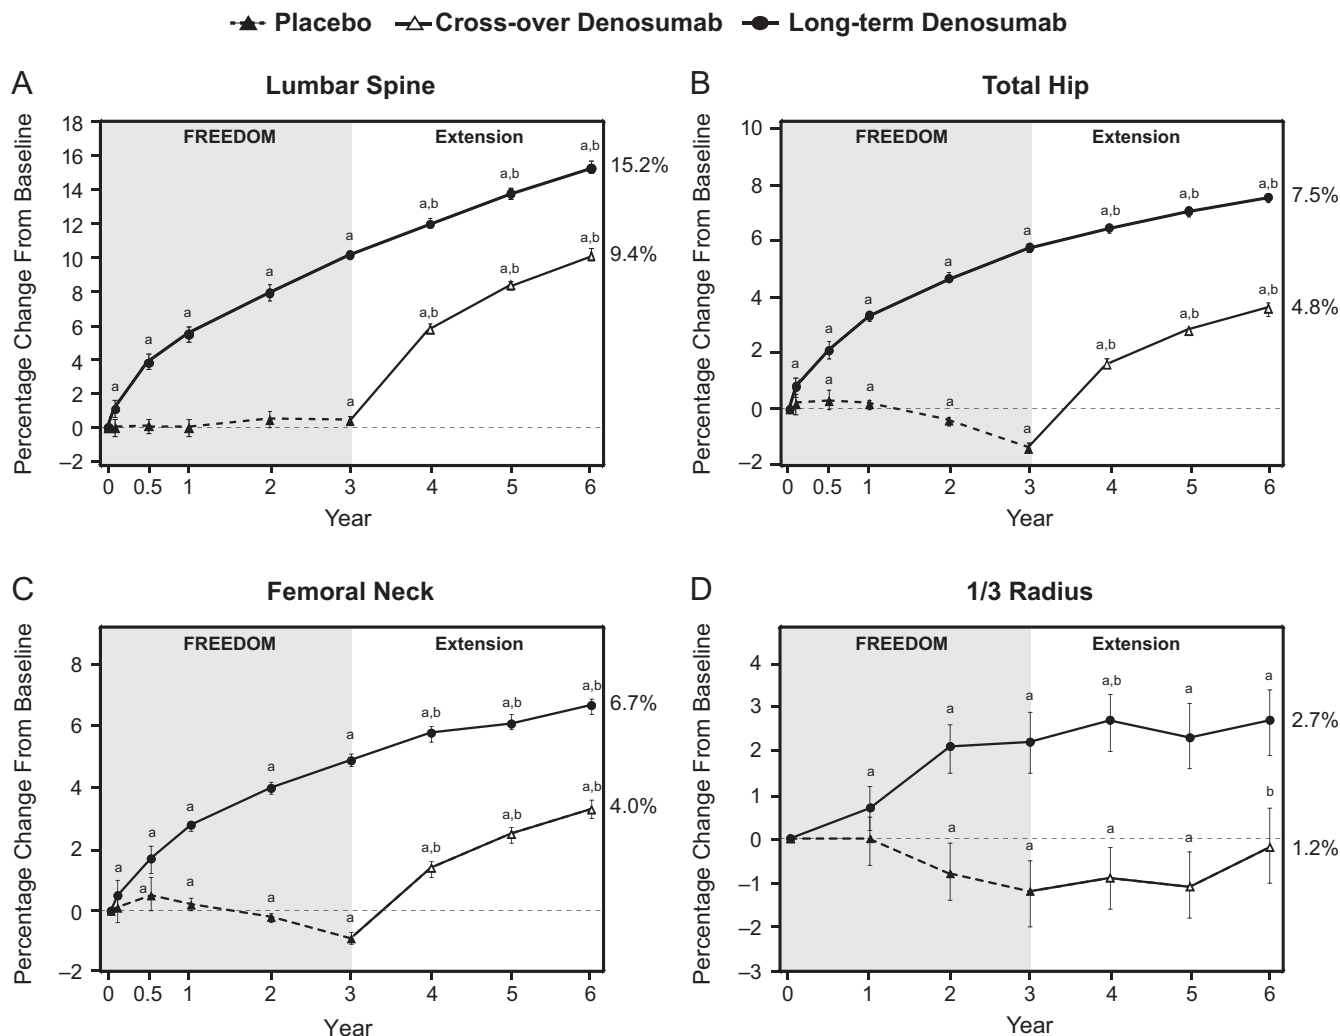 Placebo Cross-over Denosumab Long-term Denosumab
A Lumbar Spine
Percentage Change From Baseline
FREEDOM Extension
18
16
14
12
10
8
6
4
2
0
–2
a a a a a a a,b a,b a,b 15.2%
a,b a,b a,b 9.4%
0 0.5 1 2 3 4 5 6
Year
B Total Hip
Percentage Change From Baseline
FREEDOM Extension
10
8
6
4
2
0
–2
a a a a a a,b a,b a,b 7.5%
a a a a a,b a,b a,b 4.8%
0 0.5 1 2 3 4 5 6
Year
C Femoral Neck
Percentage Change From Baseline
FREEDOM Extension
8
6
4
2
0
–2
a a a a a a,b a,b a,b 6.7%
a a a a a,b a,b a,b 4.0%
0 0.5 1 2 3 4 5 6
Year
D 1/3 Radius
Percentage Change From Baseline
FREEDOM Extension
4
3
2
1
0
–1
–2
–3
a a a a,b a a 2.7%
a a a a a b 1.2%
0 1 2 3 4 5 6
Year